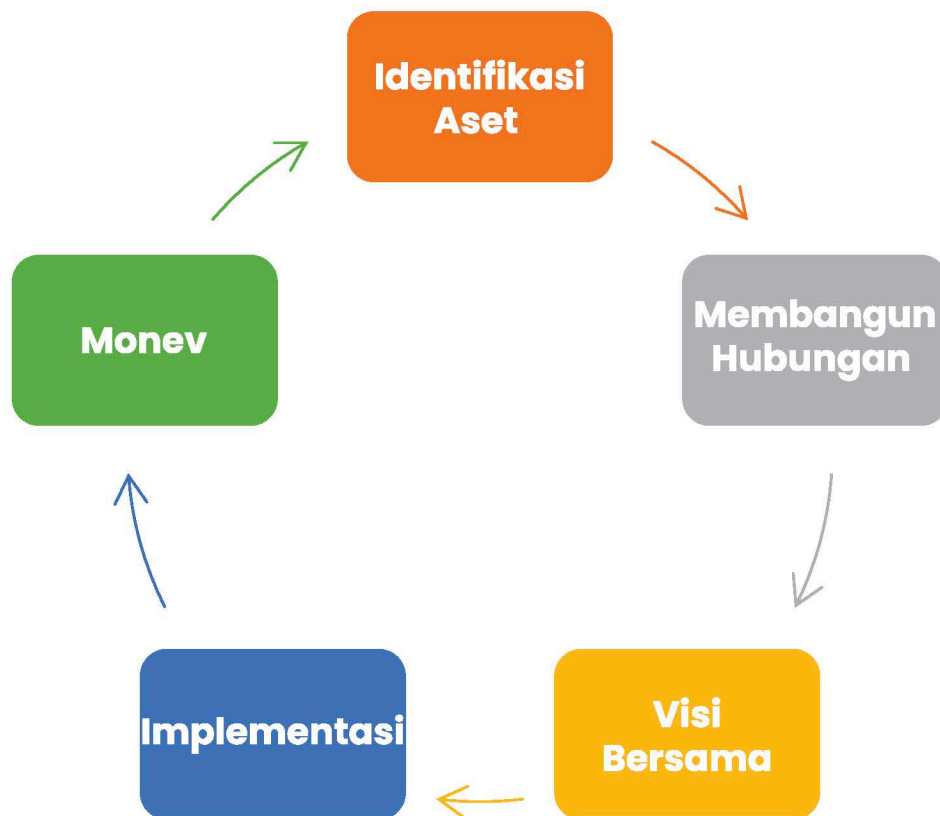 Identifikasi
Aset
Membangun
Hubungan
Visi
Bersama
Implementasi
Monev